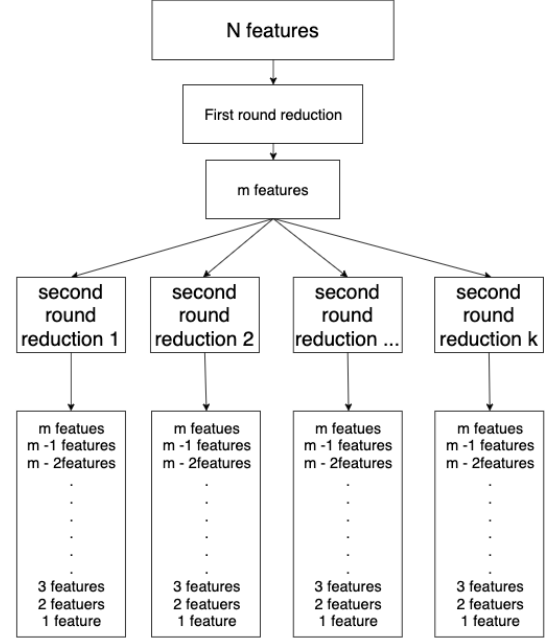 N features
First round reduction
m features
second
round
reduction 1
second
round
reduction 2
second
round
reduction ...
second
round
reduction k
m featues
m -1 features
m - 2features
.
.
.
.
.
.
3 features
2 featuers
1 feature
m featues
m -1 features
m - 2features
.
.
.
.
.
.
3 features
2 featuers
1 feature
m featues
m -1 features
m - 2features
.
.
.
.
.
.
3 features
2 featuers
1 feature
m featues
m -1 features
m - 2features
.
.
.
.
.
.
3 features
2 featuers
1 feature